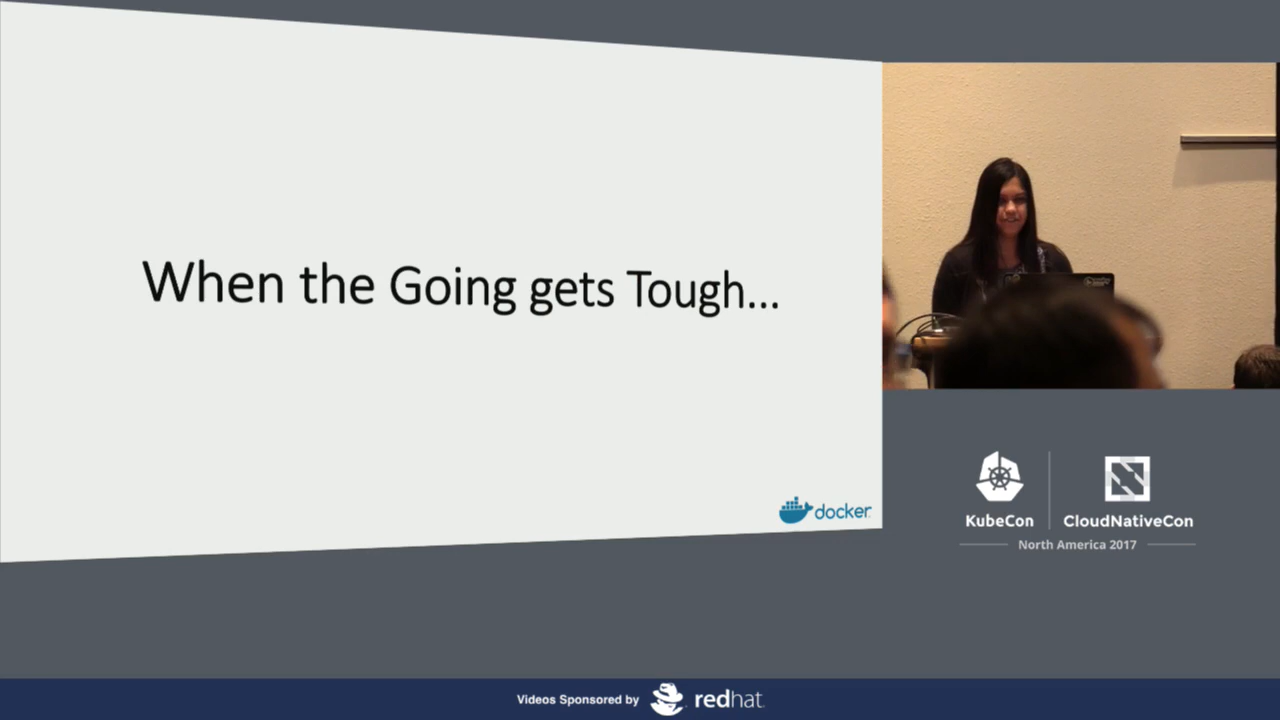 When the Going gets Tough...
docker
KubeCon
CloudNativeCon
North America 2017
Videos Sponsored by
redhat